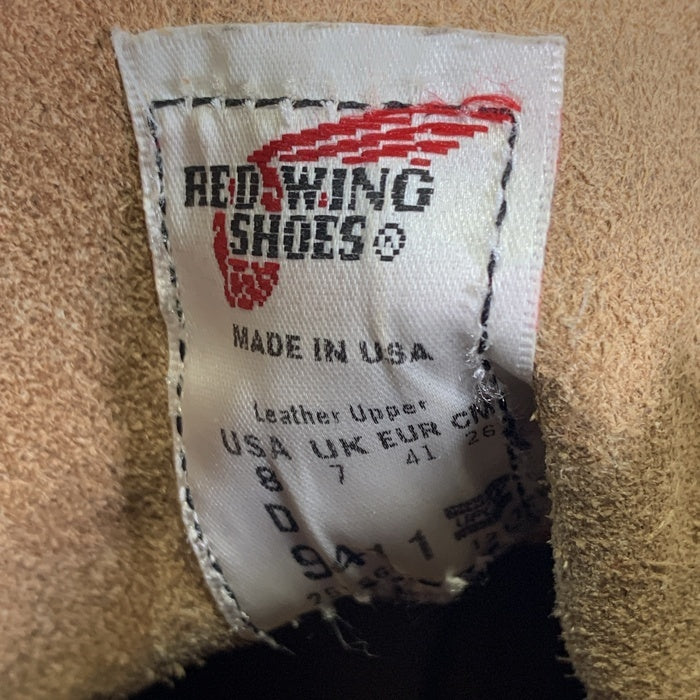 RED WING
SHOES ®
MADE IN USA
Leather Upper
USA UK EUR CM
8 7 41 26
D
9411